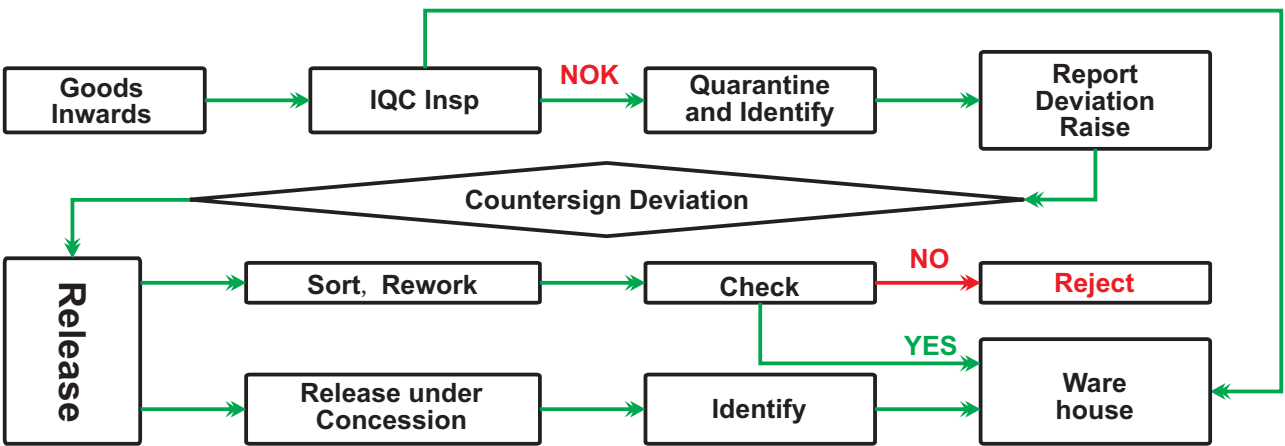 Goods
Inwards
IQC Insp
NOK
Quarantine
and Identify
Report
Deviation
Raise
Countersign Deviation
Release
Sort,  Rework
Check
NO
Reject
YES
Release under
Concession
Identify
Ware
house